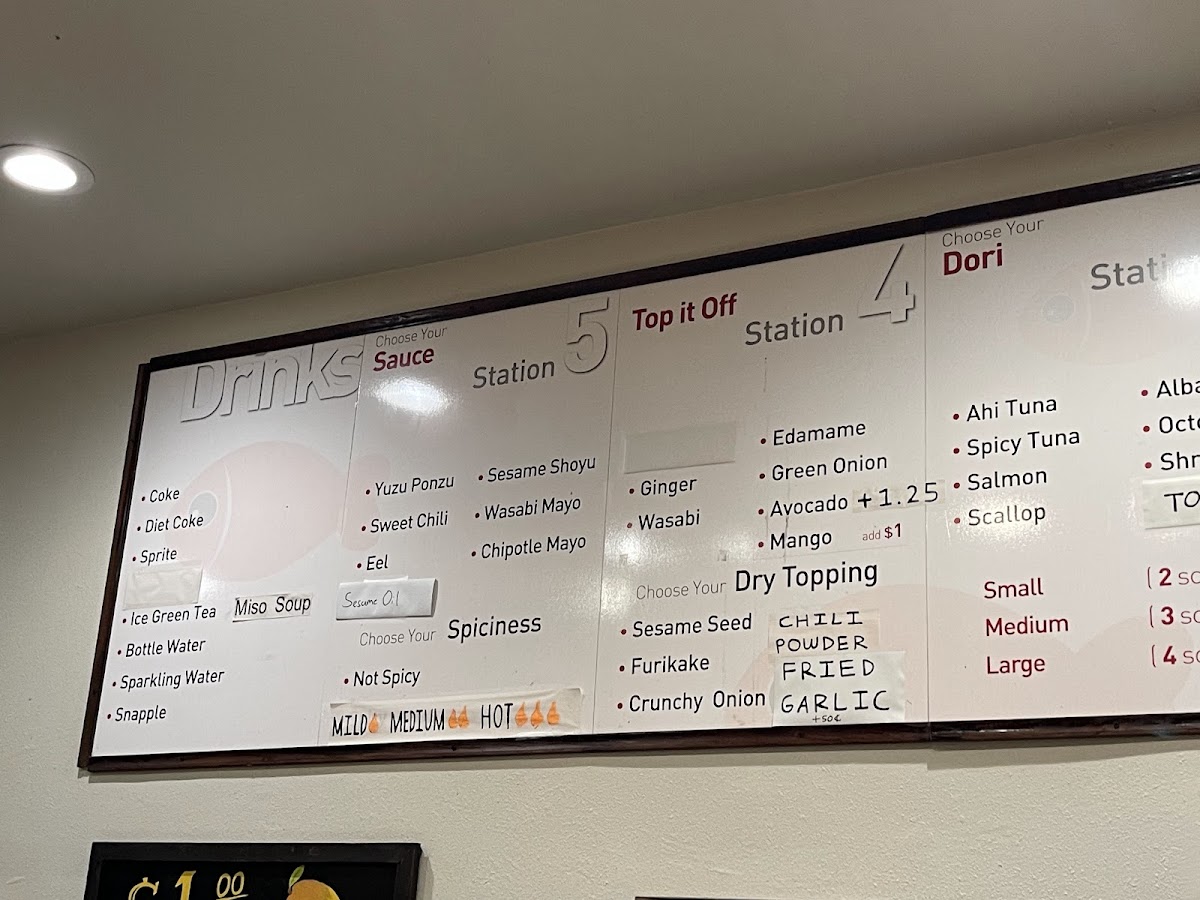 Drinks
• Coke
• Diet Coke
• Sprite
• Ice Green Tea
Miso Soup
• Bottle Water
• Sparkling Water
• Snapple
Choose Your
Sauce
Station 5
• Yuzu Ponzu
• Sweet Chili
• Eel
Sesame Oil
• Sesame Shoyu
• Wasabi Mayo
• Chipotle Mayo
Choose Your Spiciness
• Not Spicy
MILD MEDIUM HOT
Top it Off
Station 4
• Ginger
• Wasabi
• Edamame
• Green Onion
• Avocado +1.25
• Mango add $1
Choose Your Dry Topping
• Sesame Seed
• Furikake
• Crunchy Onion
CHILI
POWDER
FRIED
GARLIC
+50¢
Choose Your
Dori
• Ahi Tuna
• Spicy Tuna
• Salmon
• Scallop
Small (2
Medium (3
Large (4
$1.00